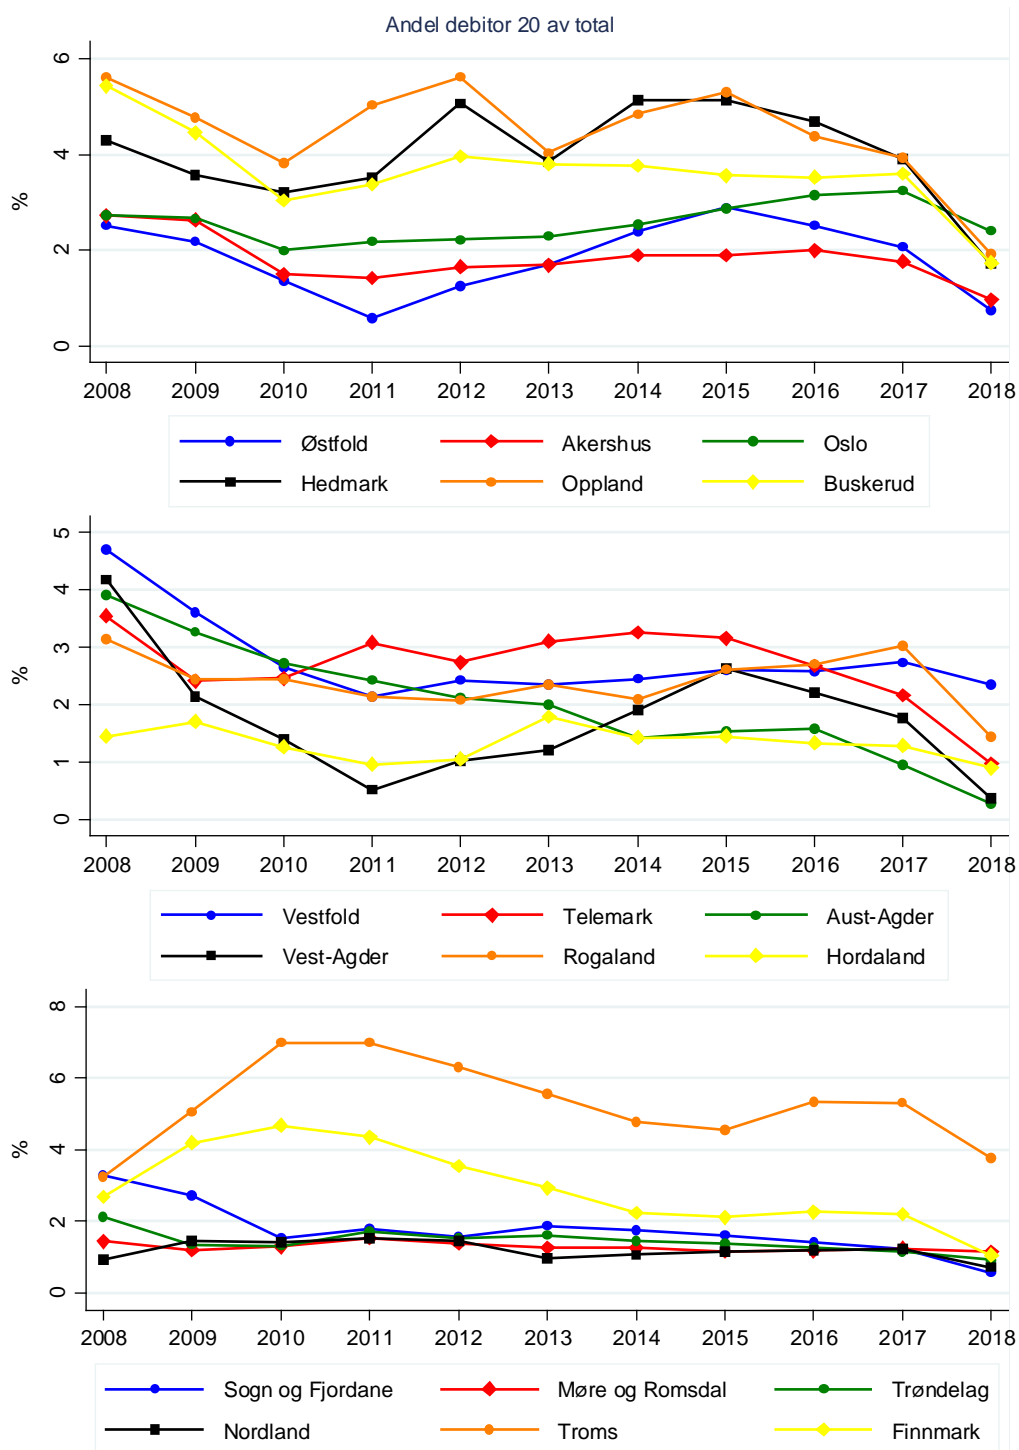 Andel debitor 20 av total
%
6
4
2
0
2008 2009 2010 2011 2012 2013 2014 2015 2016 2017 2018
Østfold Akershus Oslo
Hedmark Oppland Buskerud
%
5
4
3
2
1
0
2008 2009 2010 2011 2012 2013 2014 2015 2016 2017 2018
Vestfold Telemark Aust-Agder
Vest-Agder Rogaland Hordaland
%
8
6
4
2
0
2008 2009 2010 2011 2012 2013 2014 2015 2016 2017 2018
Sogn og Fjordane Møre og Romsdal Trøndelag
Nordland Troms Finnmark